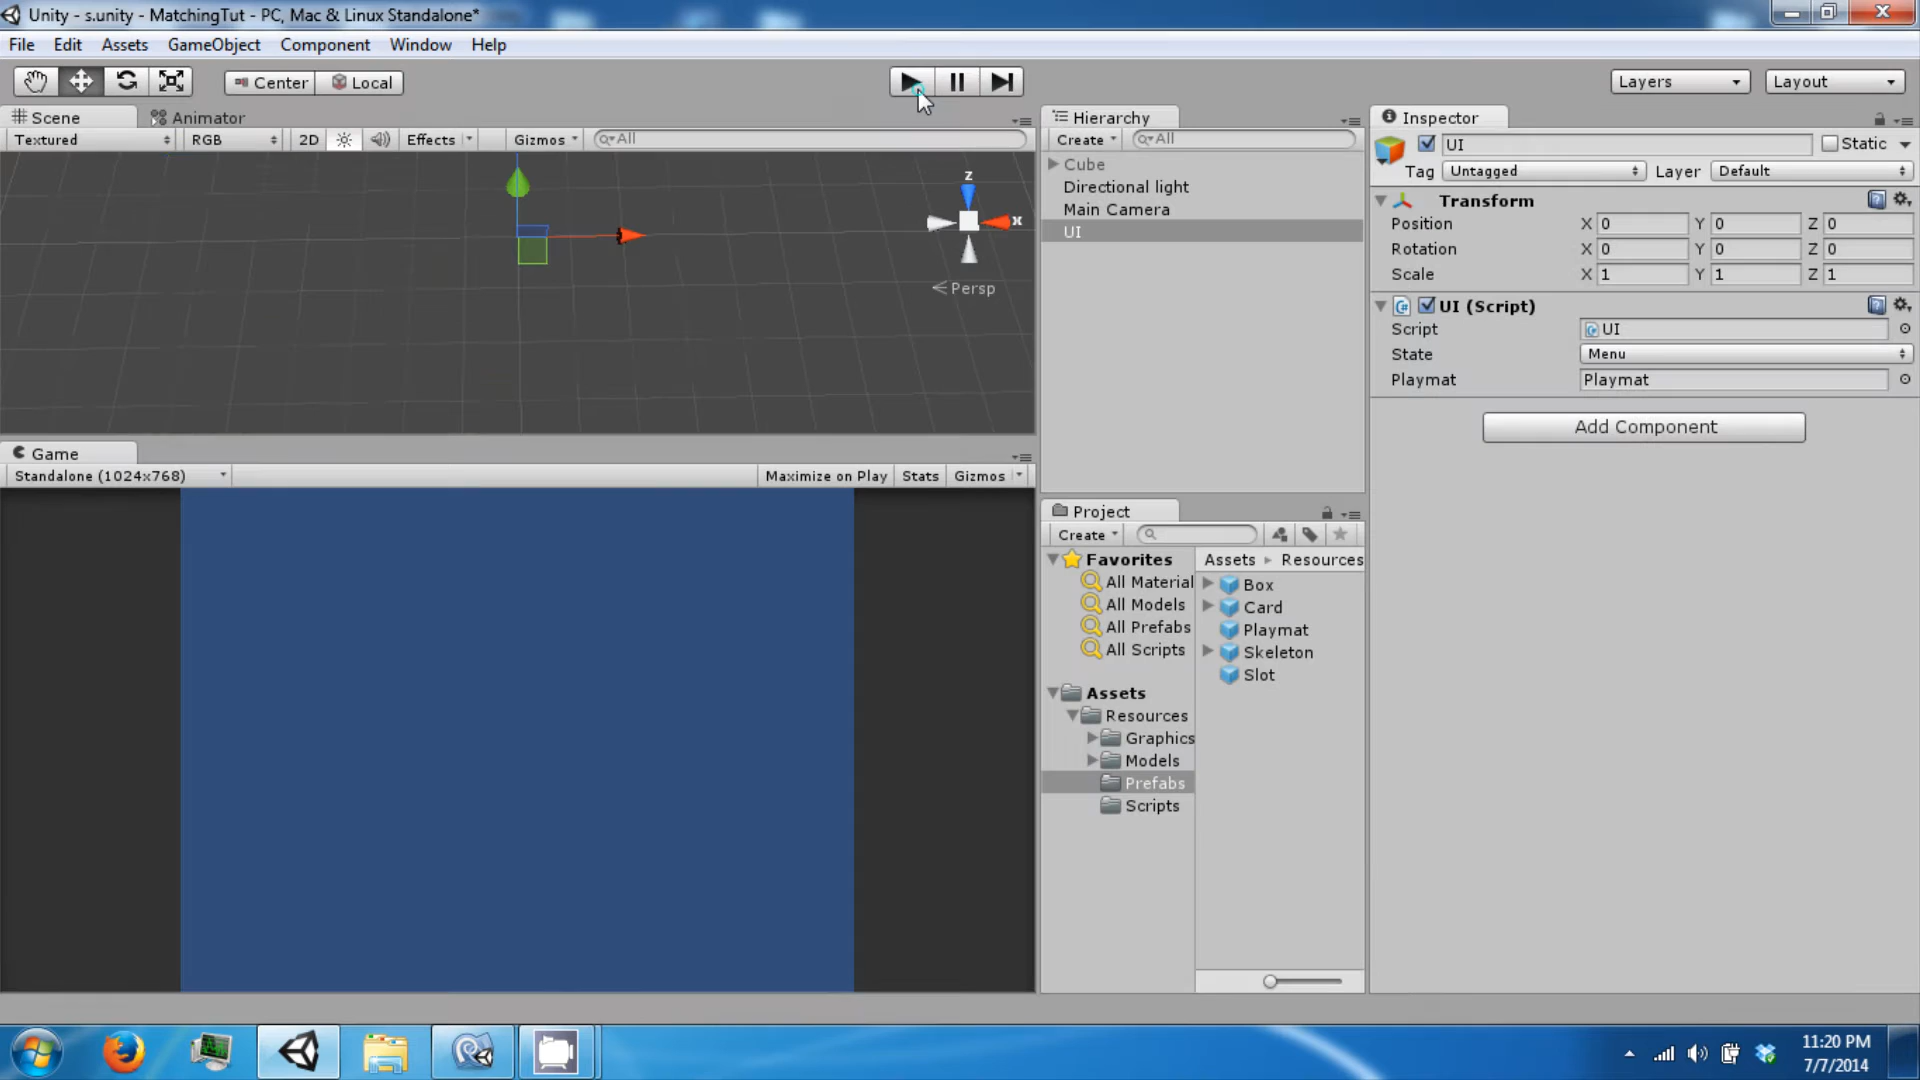 Unity - s.unity - MatchingTut - PC, Mac & Linux Standalone*
File Edit Assets GameObject Component Window Help
Center Local Layers Layout
Scene Animator
Textured RGB 2D Effects Gizmos All
z
x
Persp
Game
Standalone (1024x768) Maximize on Play Stats Gizmos
Hierarchy
Create All
Cube
Directional light
Main Camera
UI
Project
Create
Favorites
All Material
All Models
All Prefabs
All Scripts
Assets
Resources
Graphics
Models
Prefabs
Scripts
Assets Resources
Box
Card
Playmat
Skeleton
Slot
Inspector
UI Static
Tag Untagged Layer Default
Transform
Position X 0 Y 0 Z 0
Rotation X 0 Y 0 Z 0
Scale X 1 Y 1 Z 1
UI (Script)
Script UI
State Menu
Playmat Playmat
Add Component
11:20 PM
7/7/2014